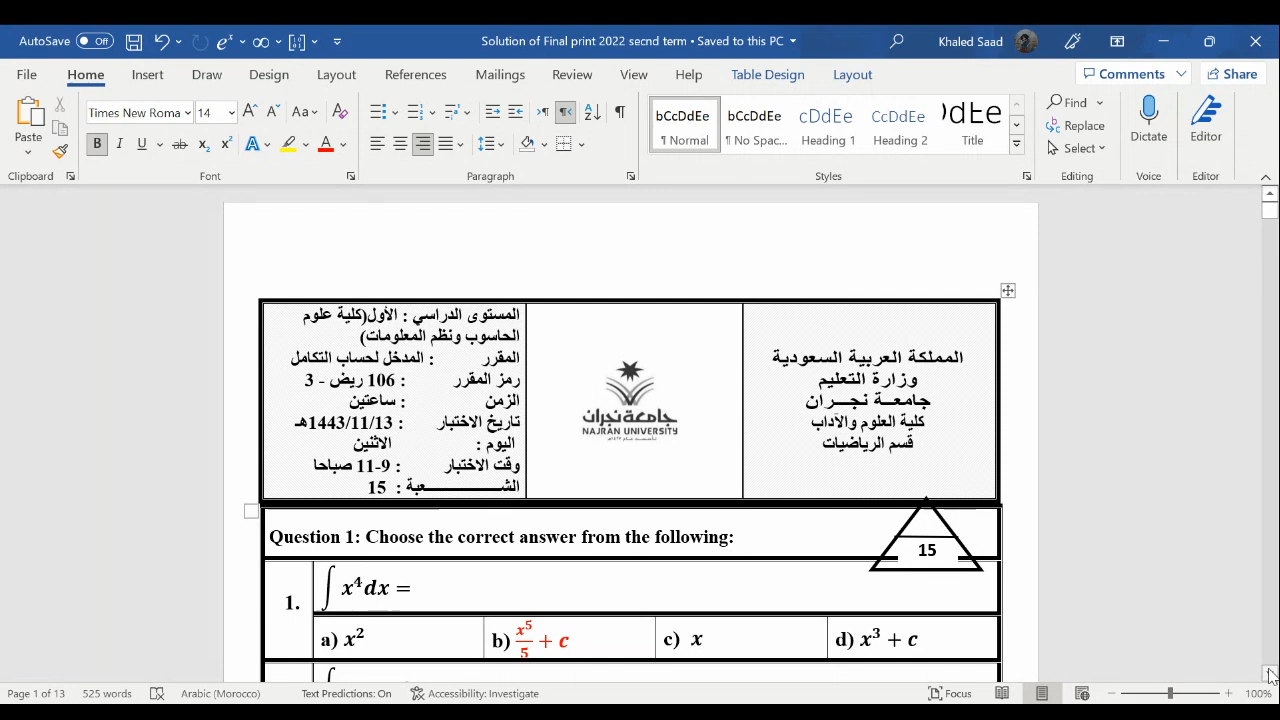 AutoSave Off Solution of Final print 2022 secnd term • Saved to this PC Khaled Saad
File Home Insert Draw Design Layout References Mailings Review View Help Table Design Layout Comments Share
Paste
Clipboard
Times New Roma 14
Font
Paragraph
bCcDdEe bCcDdEe cDdEe CcDdEe DdEe
¶ Normal ¶ No Spac... Heading 1 Heading 2 Title
Styles
Find
Replace
Select
Editing
Dictate
Voice
Editor
Editor
المملكة العربية السعودية
وزارة التعليم
جامعــة نجـــران
كلية العلوم والآداب
قسم الرياضيات
جامعة نجران
NAJRAN UNIVERSITY
المستوى الدراسي : الأول(كلية علوم
الحاسوب ونظم المعلومات)
المقرر : المدخل لحساب التكامل
رمز المقرر : 106 ريض - 3
الزمن : ساعتين
تاريخ الاختبار : 1443/11/13هـ
اليوم : الاثنين
وقت الاختبار : 9-11 صباحا
الشـــــــــــعبة : 15
Question 1: Choose the correct answer from the following:
15
1. ∫ x⁴dx =
a) x² b) x⁵/5 + c c) x d) x³ + c
Page 1 of 13 525 words Arabic (Morocco) Text Predictions: On Accessibility: Investigate Focus 100%